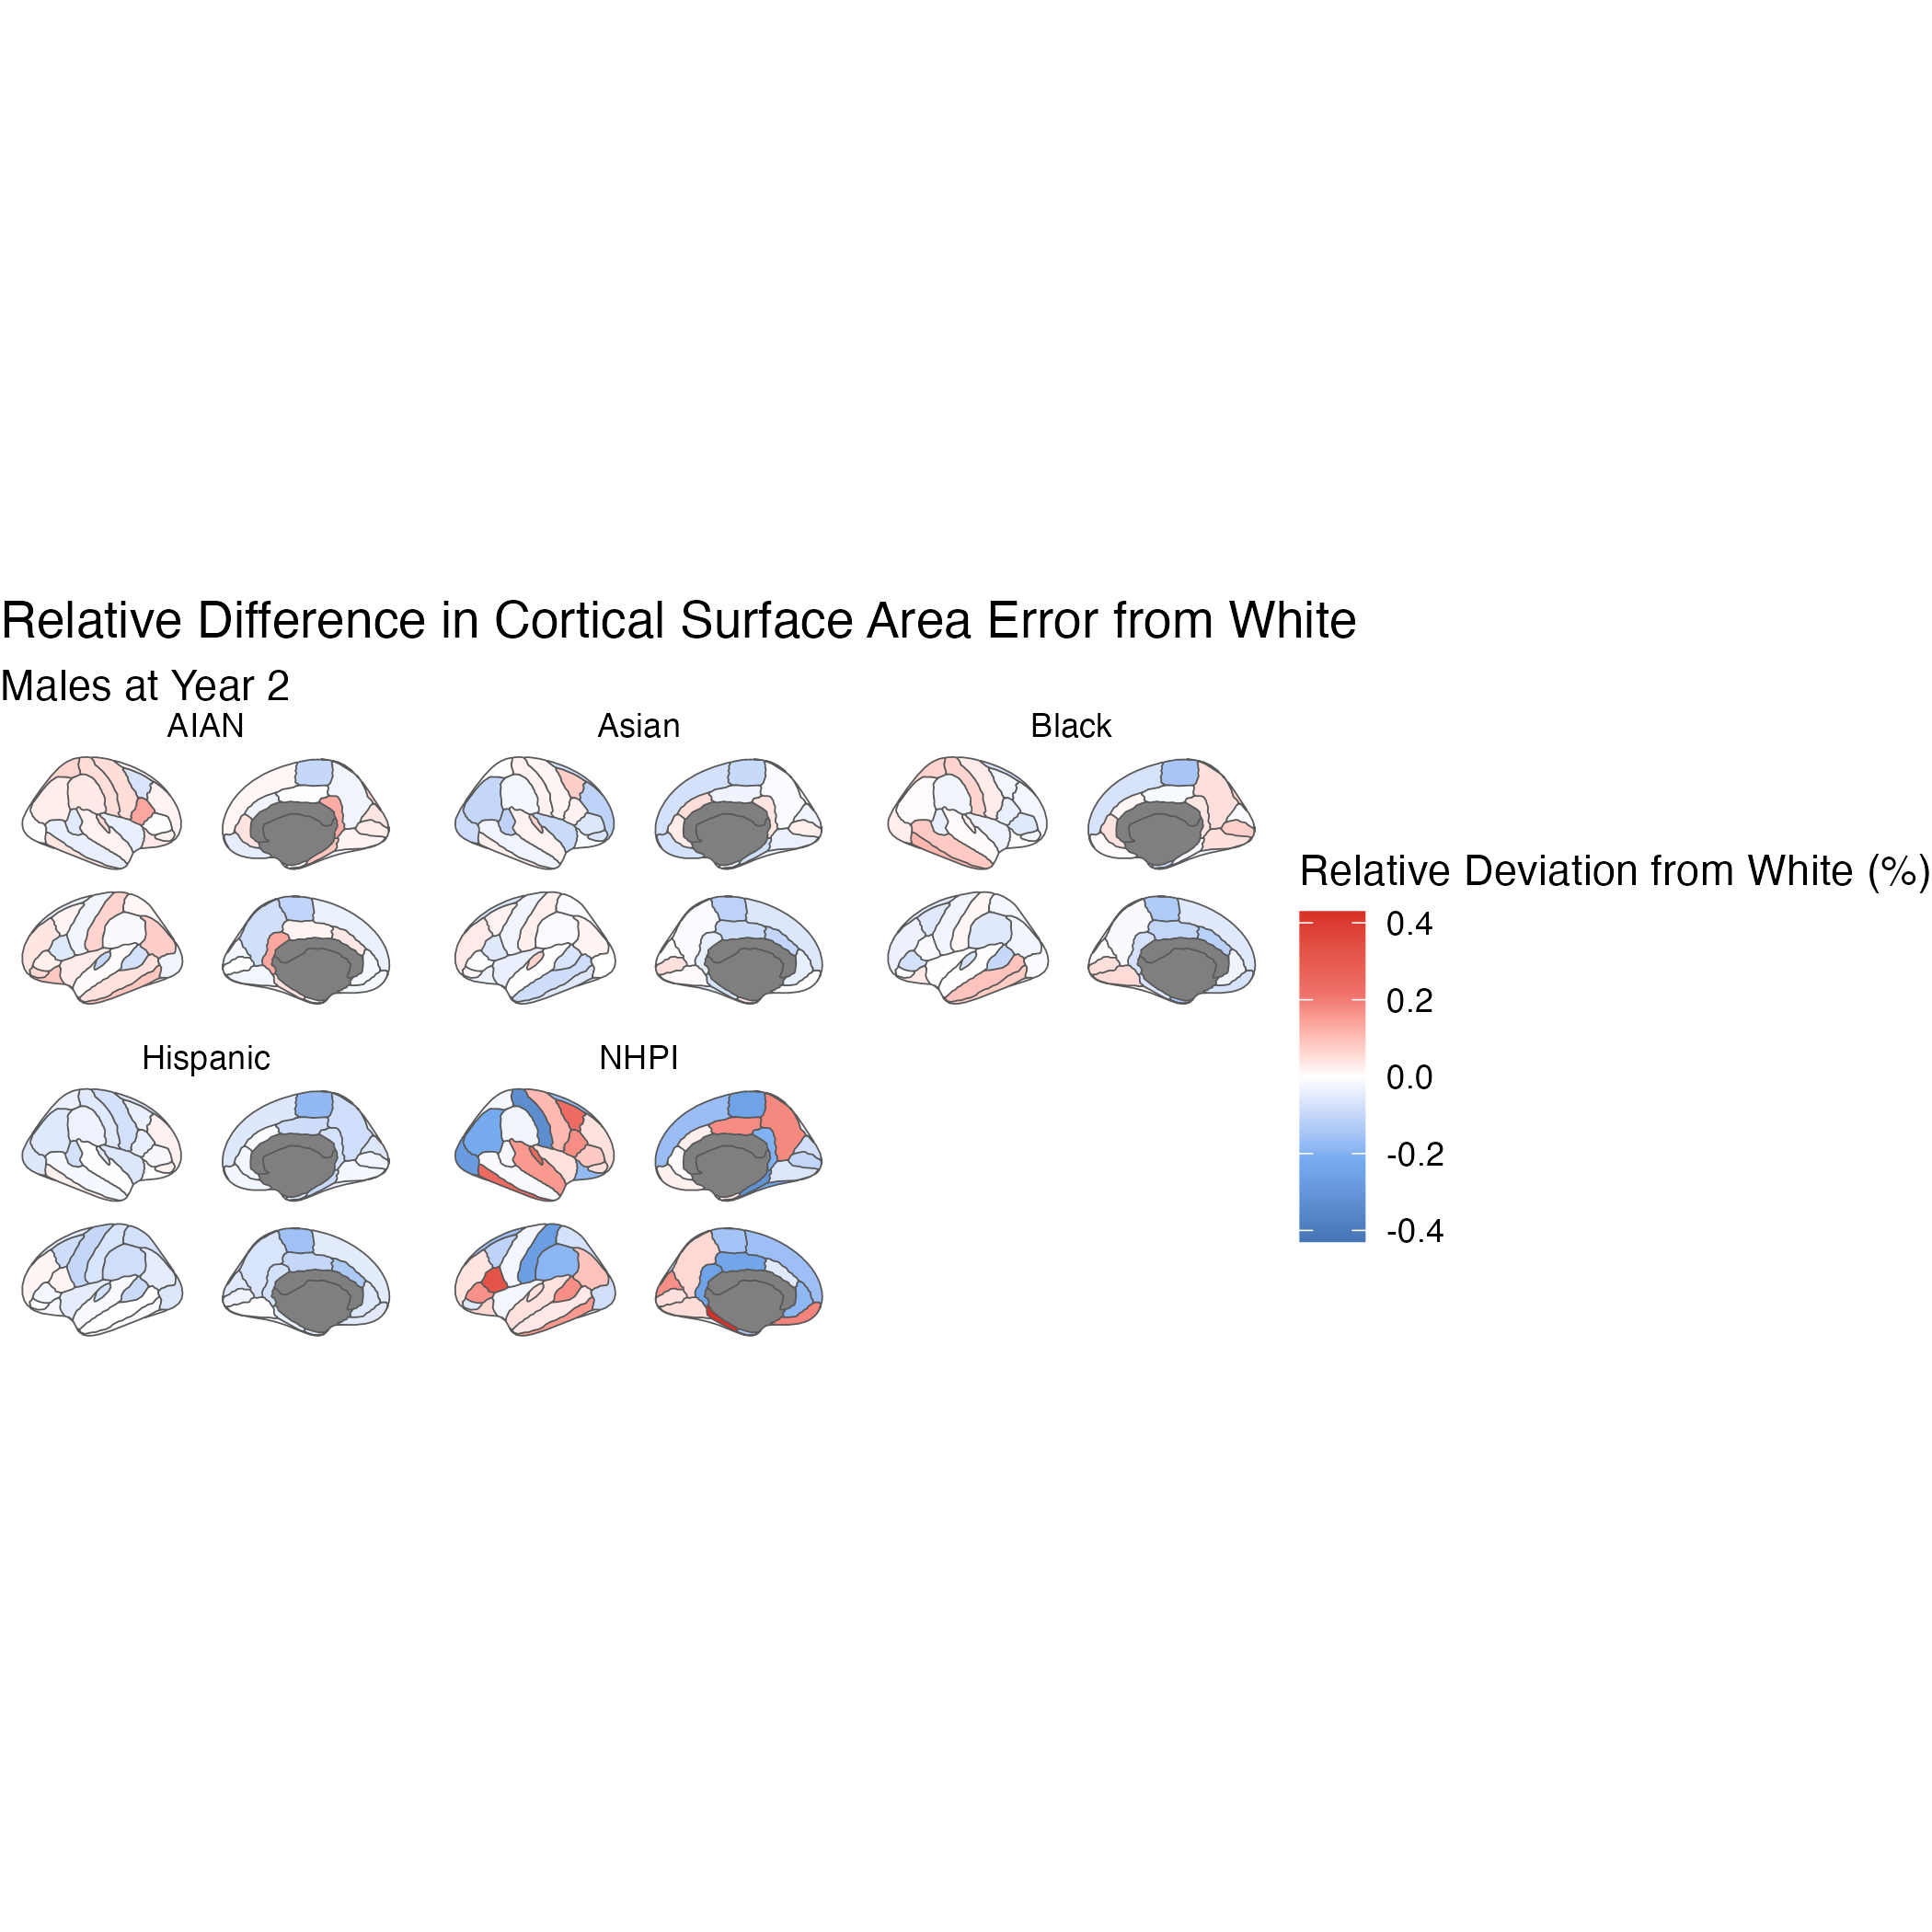 Relative Difference in Cortical Surface Area Error from White
Males at Year 2
AIAN
Asian
Black
Hispanic
NHPI
Relative Deviation from White (%)
0.4
0.2
0.0
-0.2
-0.4